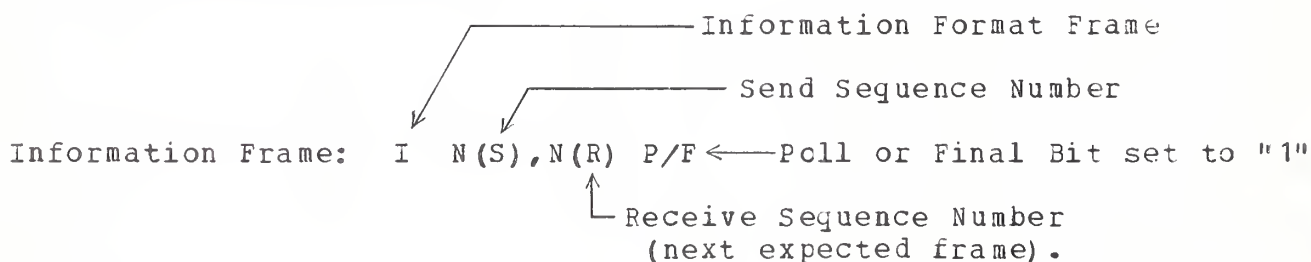 Information Format Frame
Send Sequence Number
Information Frame: I N(S),N(R) P/F Poll or Final Bit set to "1"
Receive Sequence Number
(next expected frame).